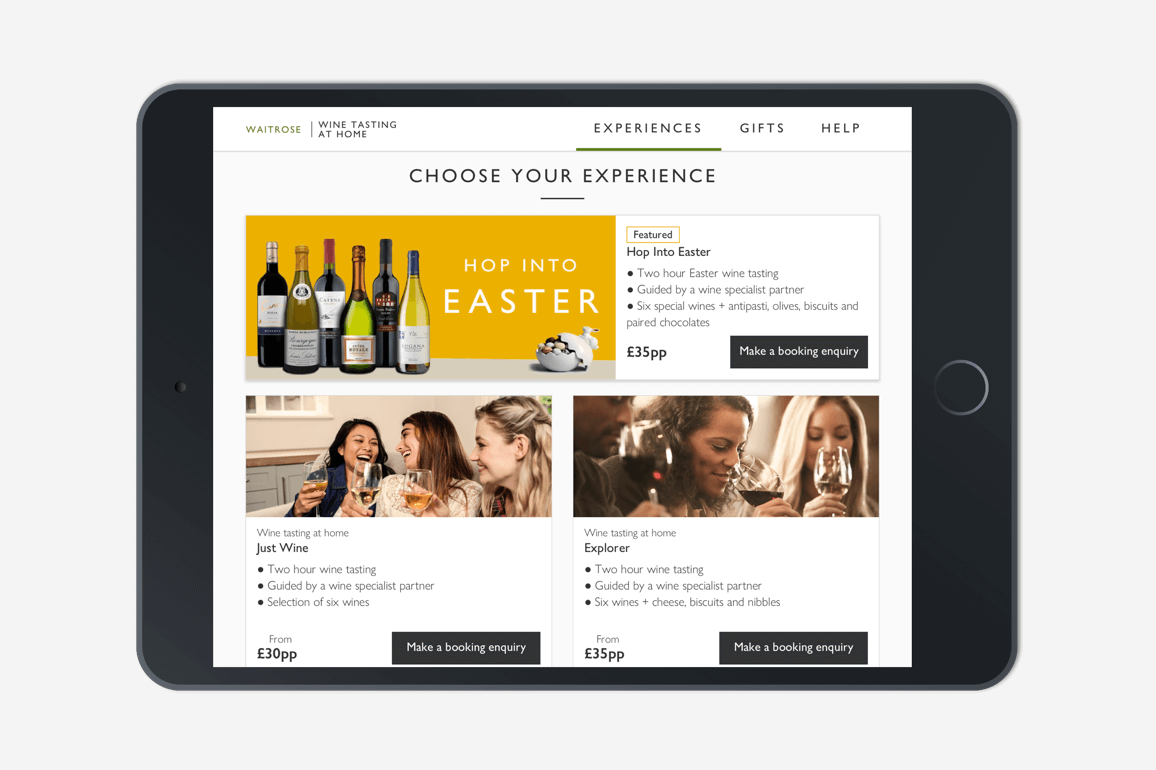 WAITROSE
WINE TASTING
AT HOME
EXPERIENCES
GIFTS
HELP
CHOOSE YOUR EXPERIENCE
HOP INTO
EASTER
Featured
Hop Into Easter
● Two hour Easter wine tasting
● Guided by a wine specialist partner
● Six special wines + antipasti, olives, biscuits and
paired chocolates
£35pp
Make a booking enquiry
Wine tasting at home
Just Wine
● Two hour wine tasting
● Guided by a wine specialist partner
● Selection of six wines
From
£30pp
Make a booking enquiry
Wine tasting at home
Explorer
● Two hour wine tasting
● Guided by a wine specialist partner
● Six wines + cheese, biscuits and nibbles
From
£35pp
Make a booking enquiry